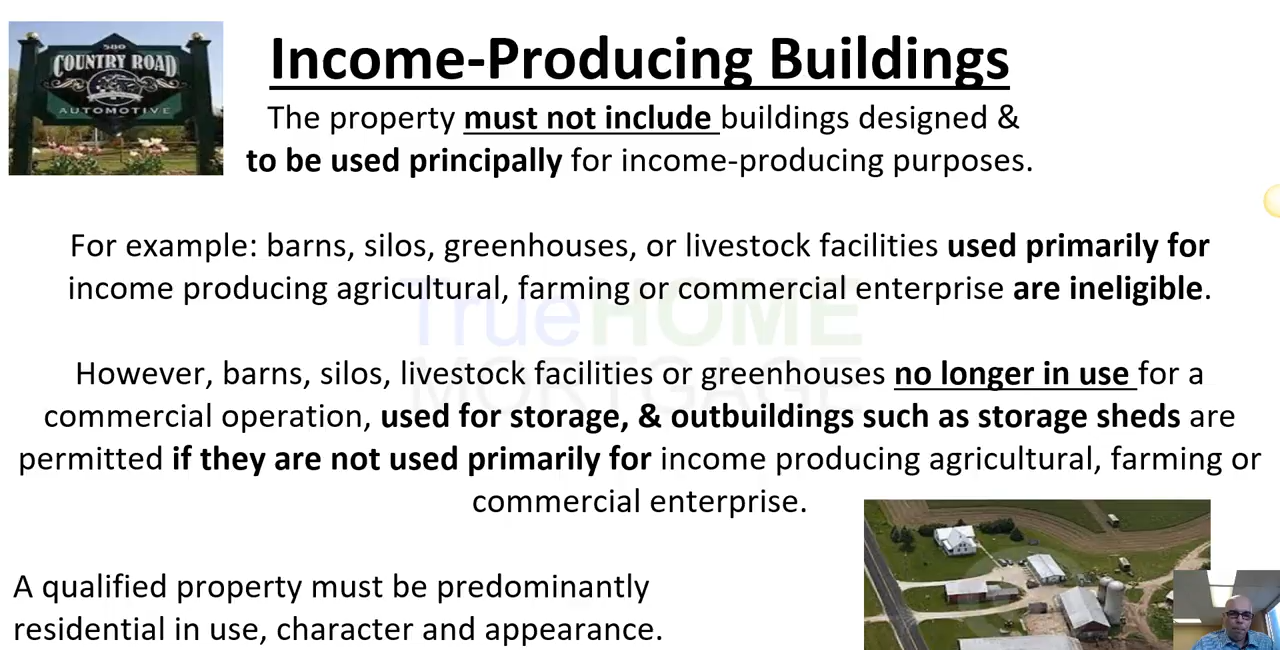 580
COUNTRY ROAD
AUTOMOTIVE
Income-Producing Buildings
The property must not include buildings designed &
to be used principally for income-producing purposes.
For example: barns, silos, greenhouses, or livestock facilities used primarily for
income producing agricultural, farming or commercial enterprise are ineligible.
TrueHOME
MORTGAGE
However, barns, silos, livestock facilities or greenhouses no longer in use for a
commercial operation, used for storage, & outbuildings such as storage sheds are
permitted if they are not used primarily for income producing agricultural, farming or
commercial enterprise.
A qualified property must be predominantly
residential in use, character and appearance.